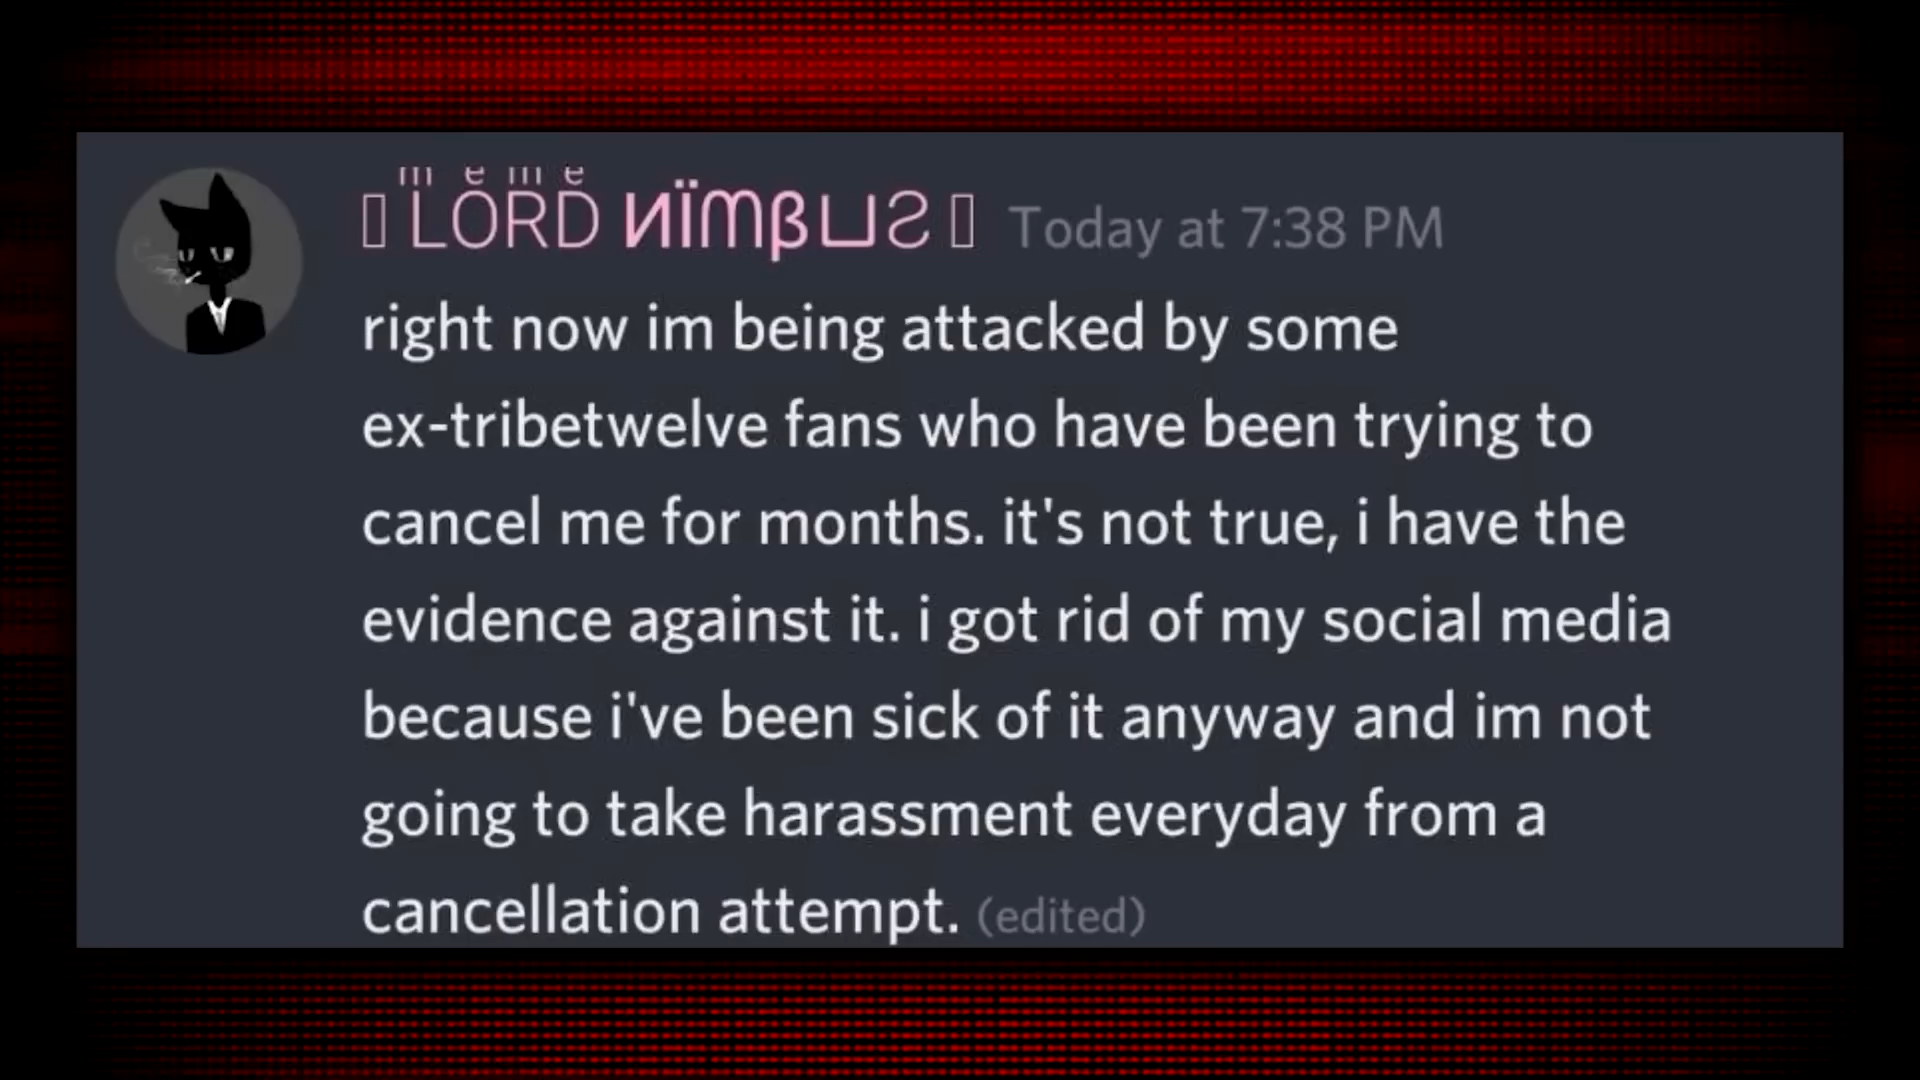 ▯ LͫOͤRͫDͤ ͶÏᗰβ⊔Ƨ ▯ Today at 7:38 PM
right now im being attacked by some
ex-tribetwelve fans who have been trying to
cancel me for months. it's not true, i have the
evidence against it. i got rid of my social media
because i've been sick of it anyway and im not
going to take harassment everyday from a
cancellation attempt. (edited)